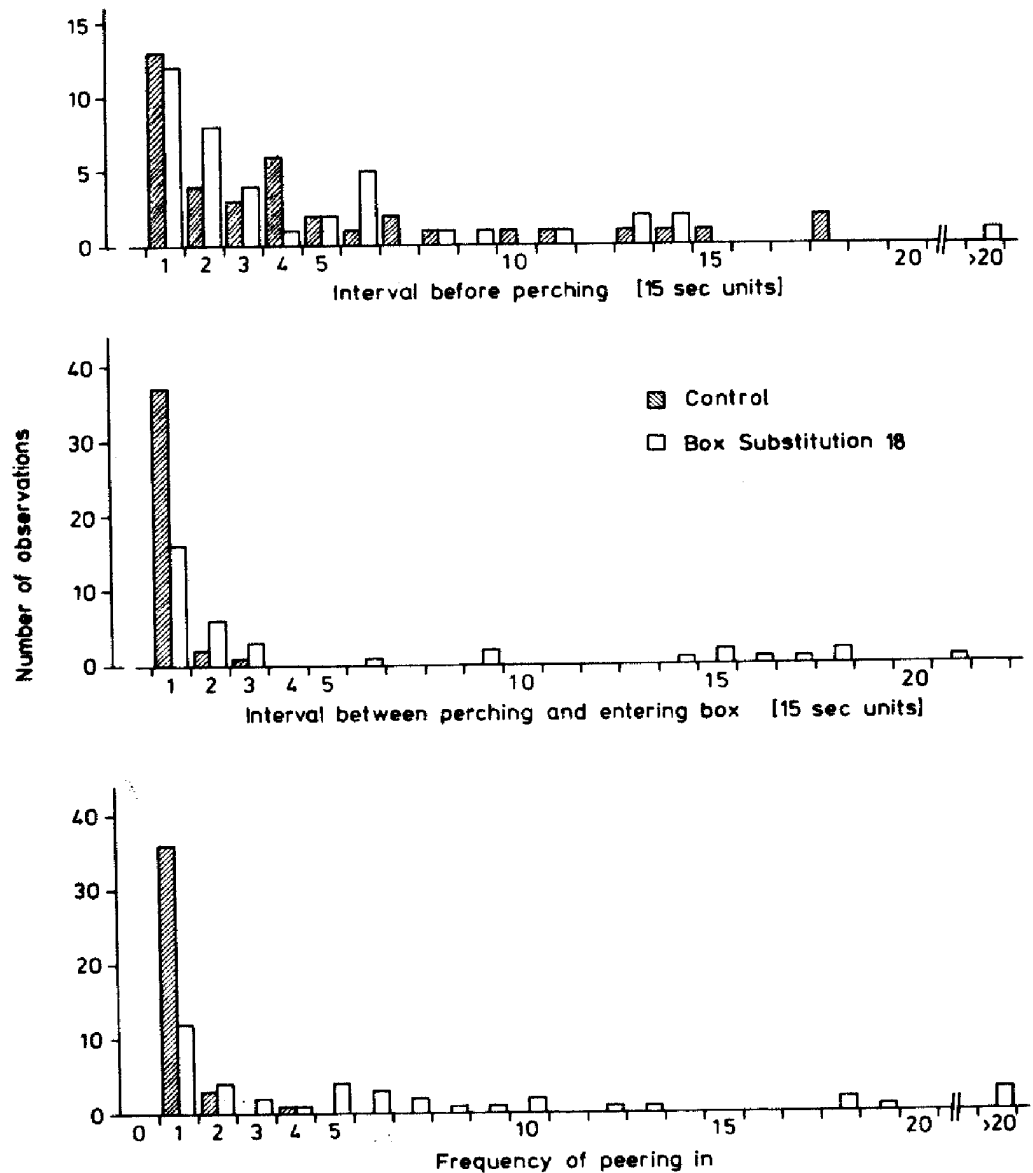 15
10
5
0
1 2 3 4 5 10 15 20 >20
Interval before perching [15 sec units]
Number of observations
40
30
20
10
0
Control
Box Substitution 18
1 2 3 4 5 10 15 20
Interval between perching and entering box [15 sec units]
40
30
20
10
0
0 1 2 3 4 5 10 15 20 >20
Frequency of peering in